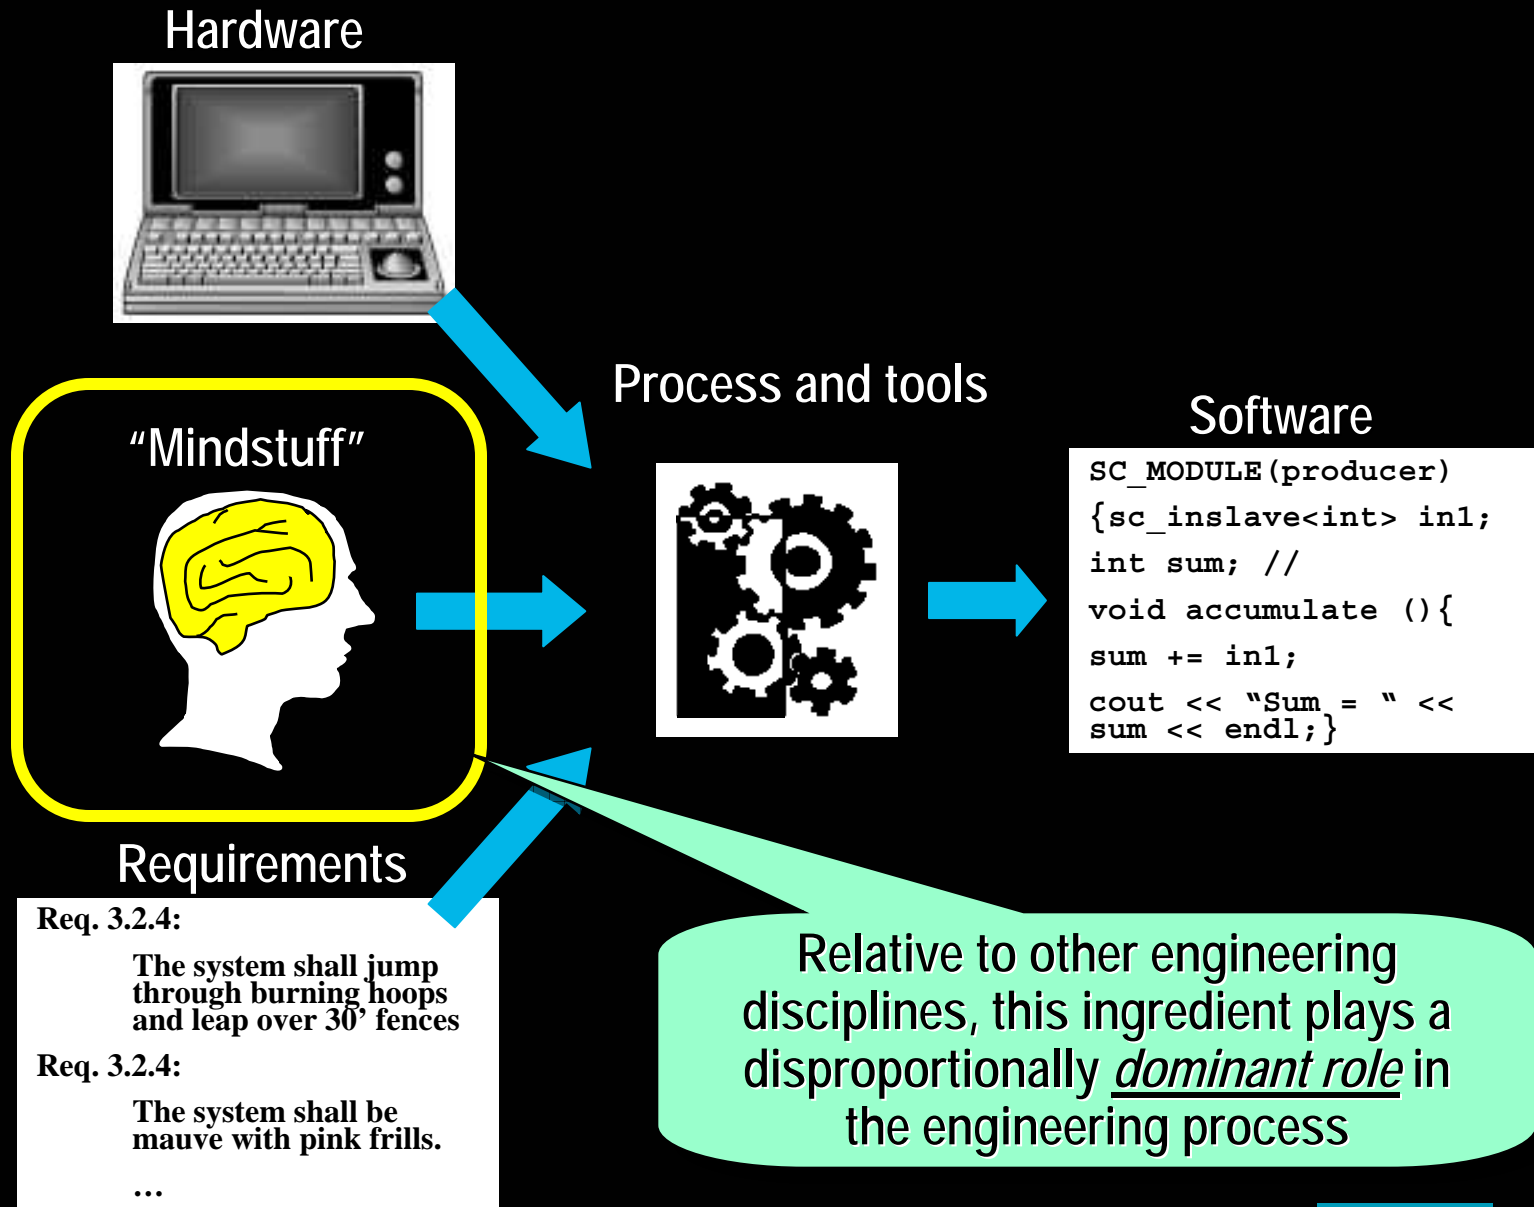 Hardware
“Mindstuff”
Process and tools
Software
SC_MODULE(producer)
{sc_inslave<int> in1;
int sum; //
void accumulate (){
sum += in1;
cout << “Sum = “ <<
sum << endl;}
Requirements
Req. 3.2.4:
The system shall jump
through burning hoops
and leap over 30’ fences
Req. 3.2.4:
The system shall be
mauve with pink frills.
…
Relative to other engineering
disciplines, this ingredient plays a
disproportionally dominant role in
the engineering process